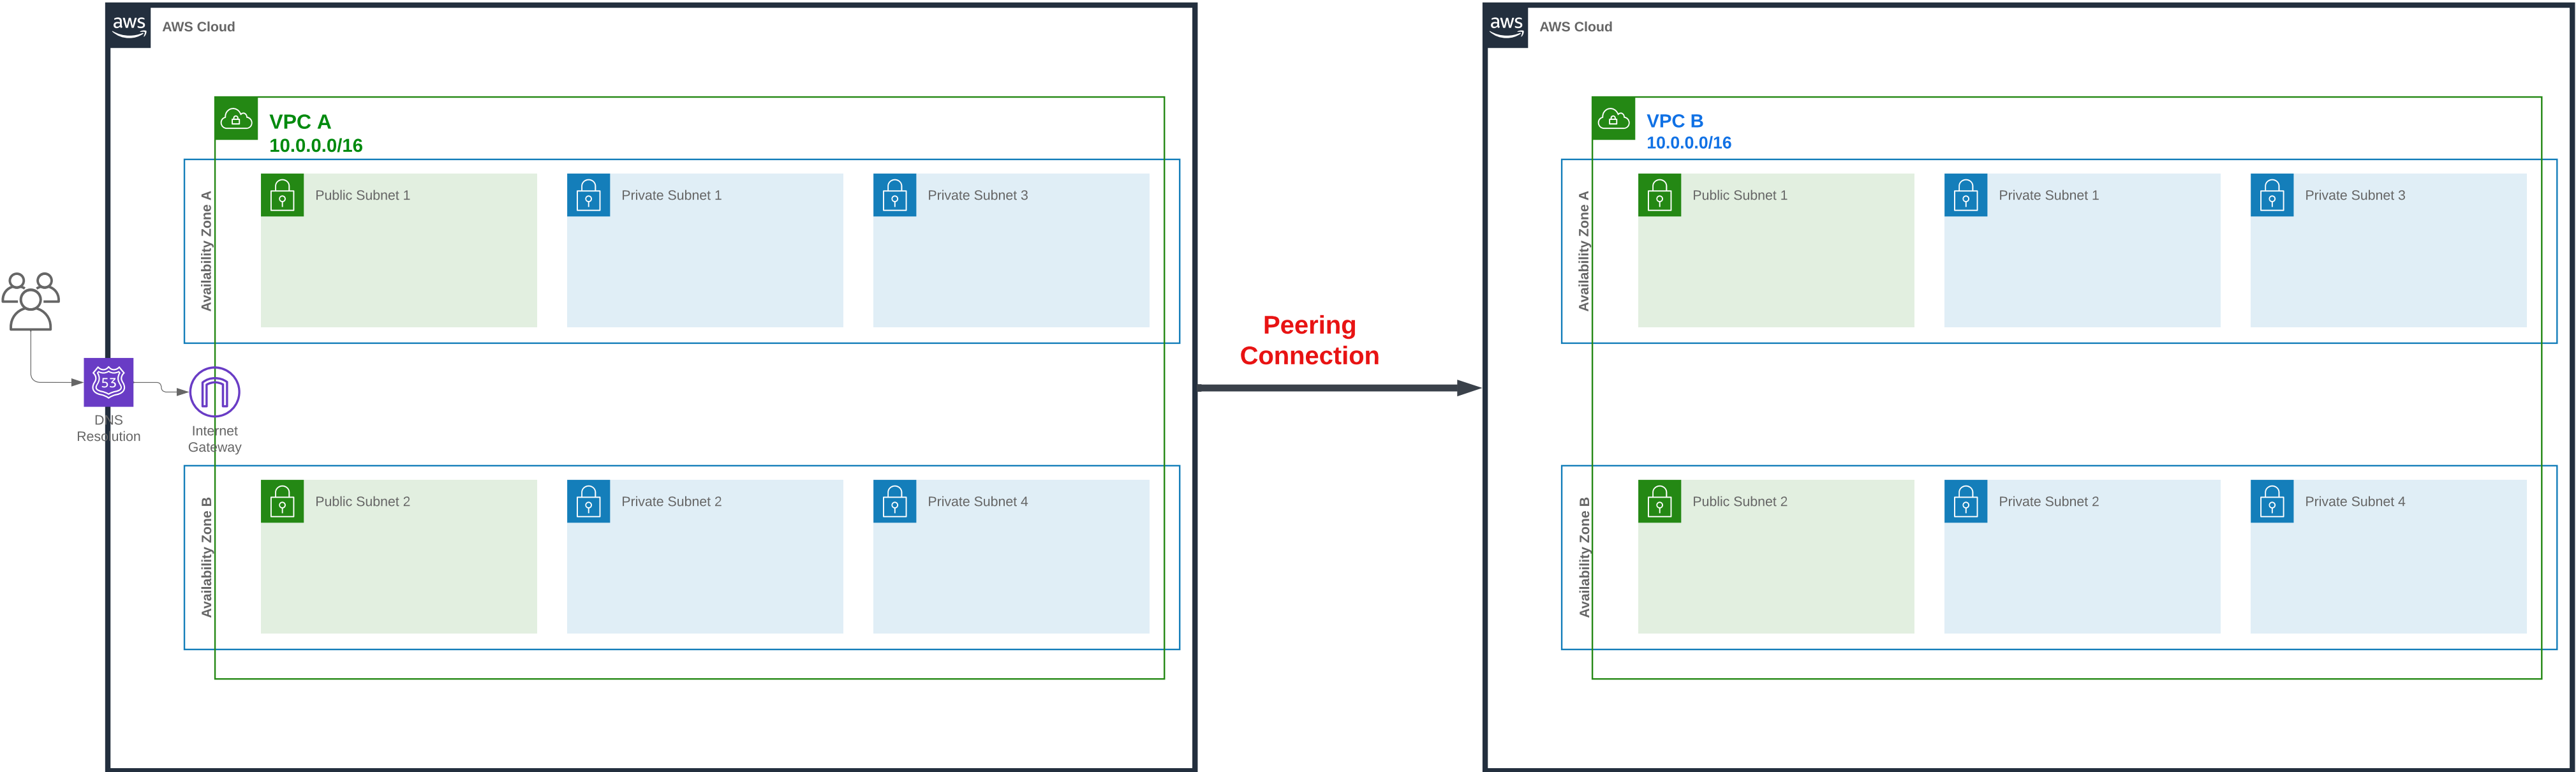 aws
AWS Cloud
VPC A
10.0.0.0/16
Availability Zone A
Public Subnet 1
Private Subnet 1
Private Subnet 3
53
DNS
Resolution
Internet
Gateway
Availability Zone B
Public Subnet 2
Private Subnet 2
Private Subnet 4
Peering
Connection
aws
AWS Cloud
VPC B
10.0.0.0/16
Availability Zone A
Public Subnet 1
Private Subnet 1
Private Subnet 3
Availability Zone B
Public Subnet 2
Private Subnet 2
Private Subnet 4